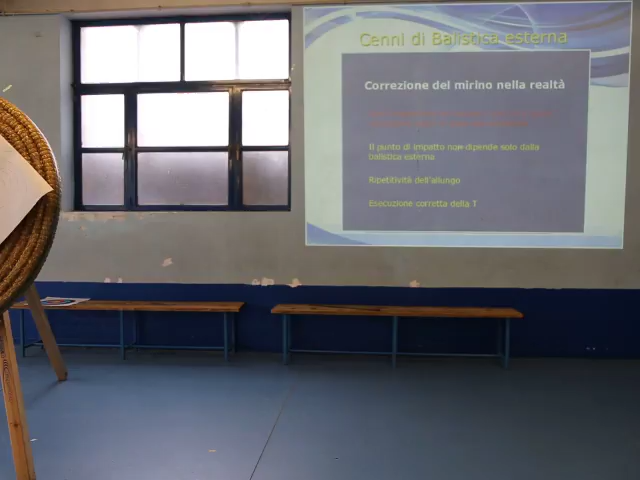 Cenni di Balistica esterna
Correzione del mirino nella realtà
Il punto di impatto non dipende solo dalla
balistica esterna
Ripetitività dell'allungo
Esecuzione corretta della T